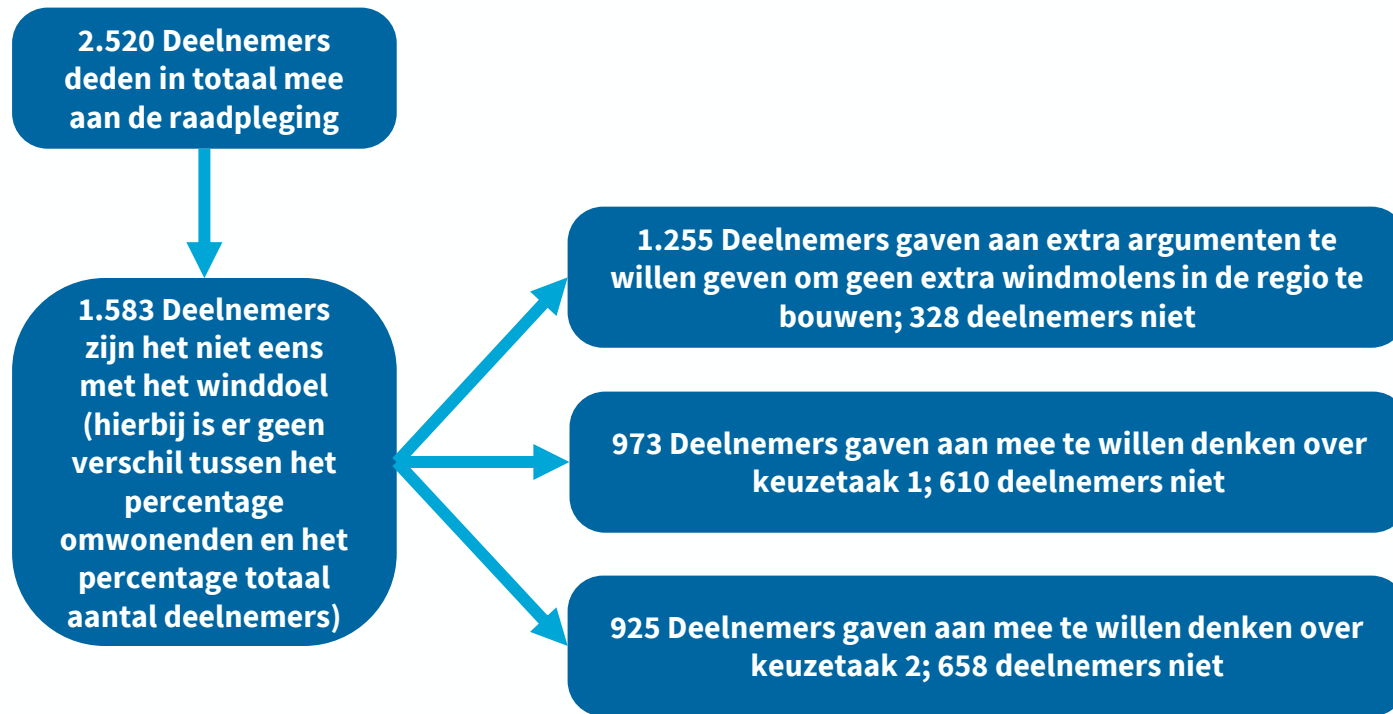 2.520 Deelnemers
deden in totaal mee
aan de raadpleging
1.583 Deelnemers
zijn het niet eens
met het winddoel
(hierbij is er geen
verschil tussen het
percentage
omwonenden en het
percentage totaal
aantal deelnemers)
1.255 Deelnemers gaven aan extra argumenten te
willen geven om geen extra windmolens in de regio te
bouwen; 328 deelnemers niet
973 Deelnemers gaven aan mee te willen denken over
keuzetaak 1; 610 deelnemers niet
925 Deelnemers gaven aan mee te willen denken over
keuzetaak 2; 658 deelnemers niet